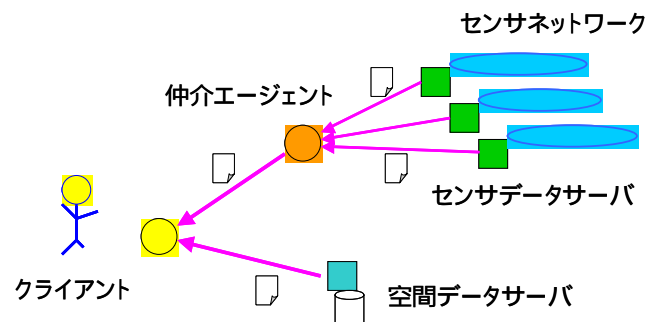 センサネットワーク
仲介エージェント
センサデータサーバ
クライアント
空間データサーバ